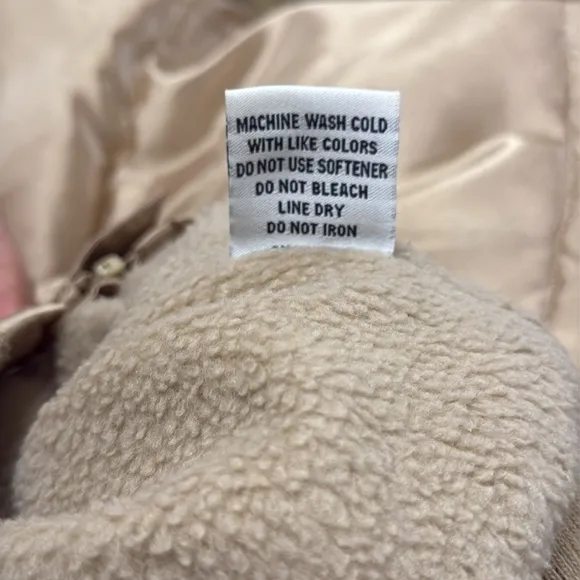 MACHINE WASH COLD
WITH LIKE COLORS
DO NOT USE SOFTENER
DO NOT BLEACH
LINE DRY
DO NOT IRON